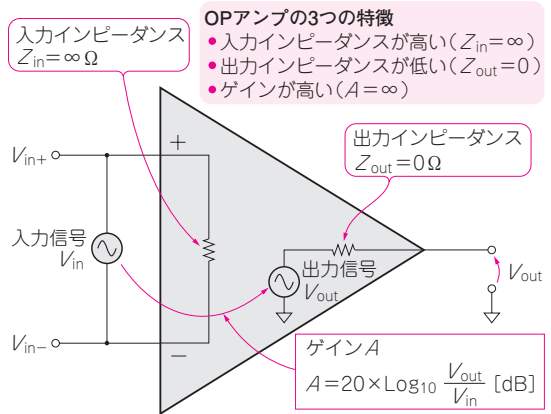 OPアンプの3つの特徴
●入力インピーダンスが高い(Zin=∞)
●出力インピーダンスが低い(Zout=0)
●ゲインが高い(A=∞)
入力インピーダンス
Zin=∞Ω
出力インピーダンス
Zout=0Ω
Vin+
+
入力信号
Vin
出力信号
Vout
Vout
Vin−
−
ゲインA
A=20×Log10 Vout/Vin [dB]